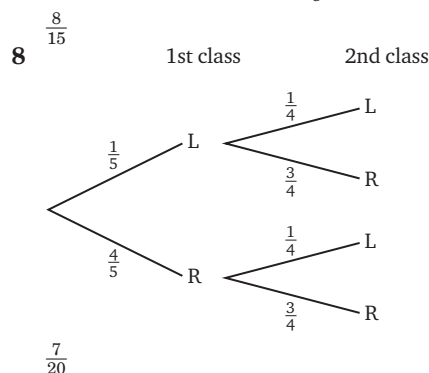 8/15
8 1st class 2nd class
1/4 L
1/5 L
3/4 R
1/4 L
4/5 R
3/4 R
7/20